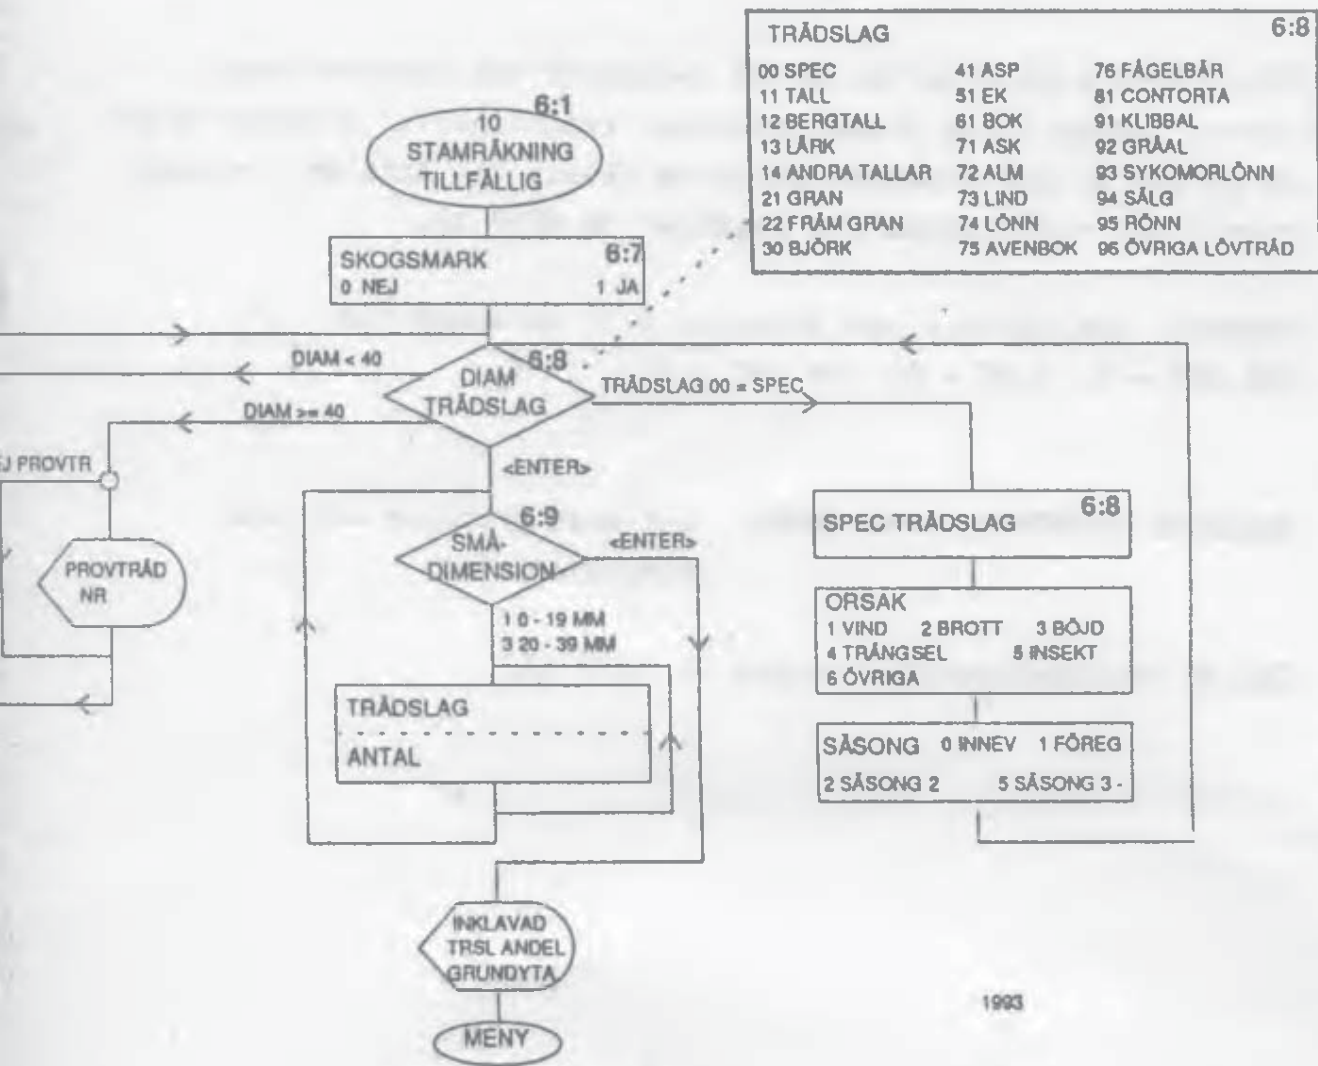 TRÄDSLAG 6:8
00 SPEC 41 ASP 76 FÅGELBÄR
11 TALL 51 EK 81 CONTORTA
12 BERGTALL 61 BOK 91 KLIBBAL
13 LÄRK 71 ASK 92 GRÅAL
14 ANDRA TALLAR 72 ALM 93 SYKOMORLÖNN
21 GRAN 73 LIND 94 SÄLG
22 FRÄM GRAN 74 LÖNN 95 RÖNN
30 BJÖRK 75 AVENBOK 96 ÖVRIGA LÖVTRÄD
6:1
10
STAMRÄKNING
TILLFÄLLIG
SKOGSMARK 6:7
0 NEJ 1 JA
DIAM < 40
6:8
DIAM
TRÄDSLAG
TRÄDSLAG 00 = SPEC
DIAM >= 40
J PROVTR
<ENTER>
PROVTRÄD
NR
6:9
SMÅ-
DIMENSION
<ENTER>
1 0 - 19 MM
3 20 - 39 MM
TRÄDSLAG
ANTAL
SPEC TRÄDSLAG 6:8
ORSAK
1 VIND 2 BROTT 3 BÖJD
4 TRÄNGSEL 5 INSEKT
6 ÖVRIGA
SÄSONG 0 INNEV 1 FÖREG
2 SÄSONG 2 5 SÄSONG 3 -
INKLAVAD
TRSL ANDEL
GRUNDYTA
MENY
1993